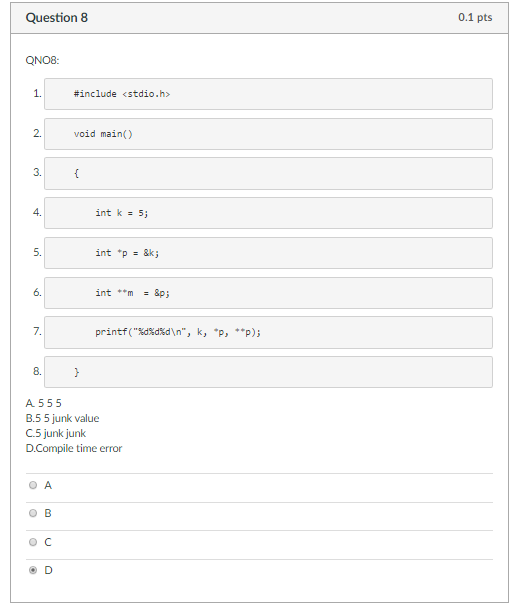 Question 8
0.1 pts
QNO8:
1. #include <stdio.h>
2. void main()
3. {
4. int k = 5;
5. int *p = &k;
6. int **m = &p;
7. printf("%d%d%d\n", k, *p, **p);
8. }
A. 5 5 5
B.5 5 junk value
C.5 junk junk
D.Compile time error
A
B
C
D